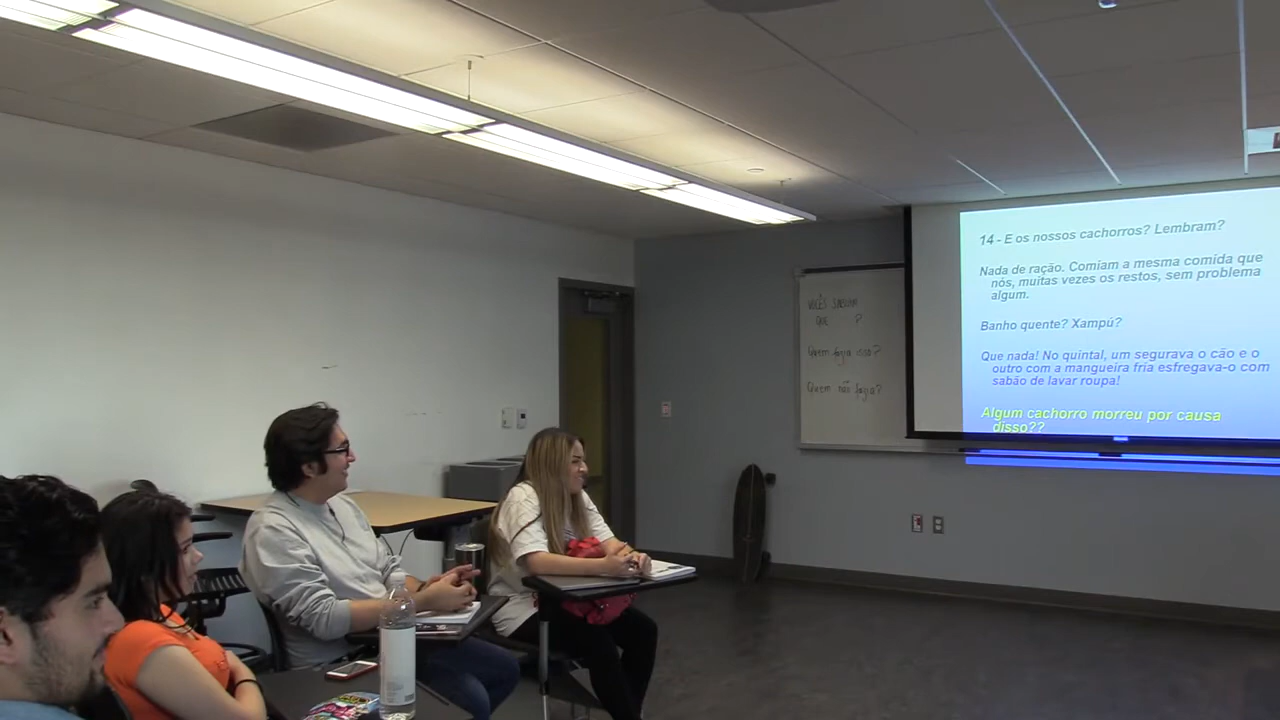 VOCÊS SABIAM
QUE ?
Quem fazia isso?
Quem não fazia?
14 - E os nossos cachorros? Lembram?
Nada de ração. Comiam a mesma comida que
nós, muitas vezes os restos, sem problema
algum.
Banho quente? Xampú?
Que nada! No quintal, um segurava o cão e o
outro com a mangueira fria esfregava-o com
sabão de lavar roupa!
Algum cachorro morreu por causa
disso??